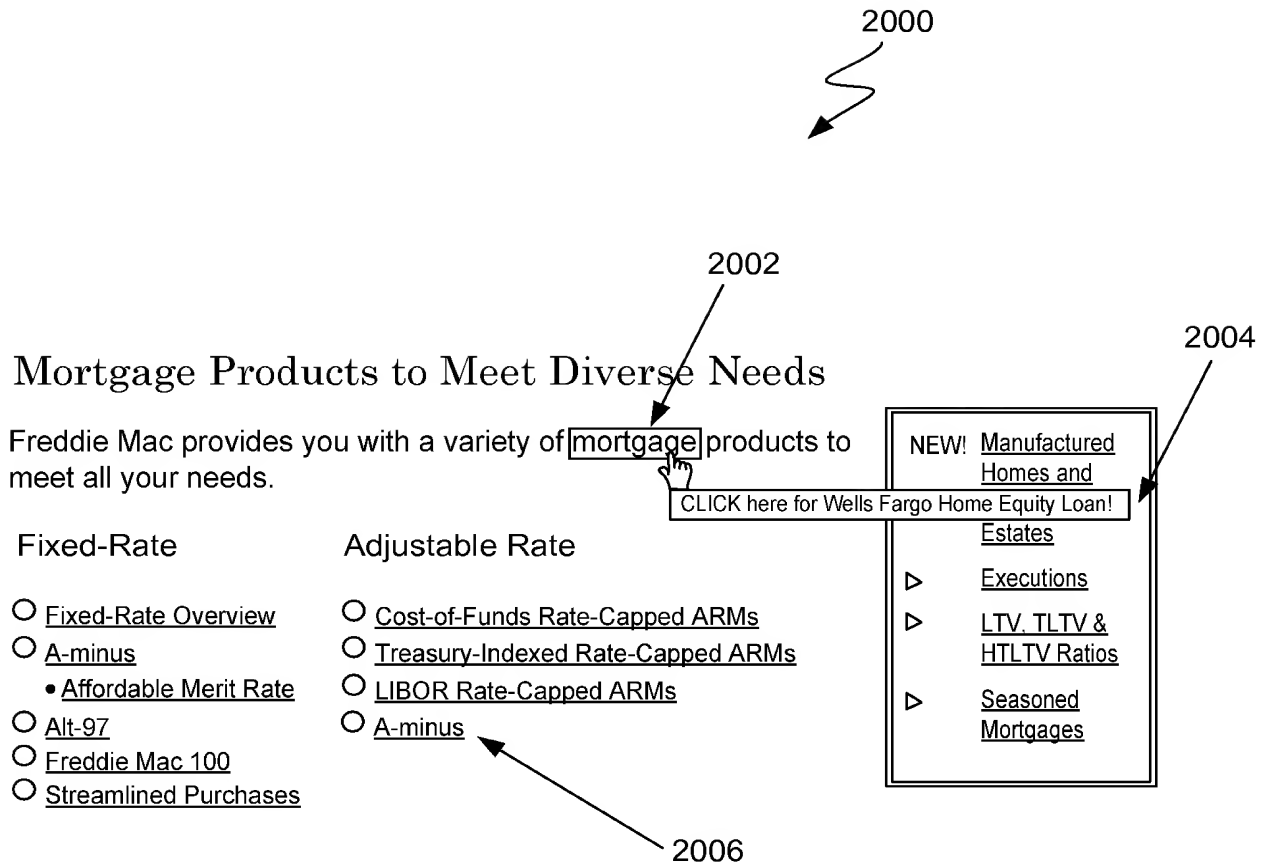 2000
2002
2004
Mortgage Products to Meet Diverse Needs
Freddie Mac provides you with a variety of mortgage products to
meet all your needs.
NEW! Manufactured
Homes and
CLICK here for Wells Fargo Home Equity Loan!
Estates
Executions
LTV, TLTV &
HTLTV Ratios
Seasoned
Mortgages
Fixed-Rate
Fixed-Rate Overview
A-minus
• Affordable Merit Rate
Alt-97
Freddie Mac 100
Streamlined Purchases
Adjustable Rate
Cost-of-Funds Rate-Capped ARMs
Treasury-Indexed Rate-Capped ARMs
LIBOR Rate-Capped ARMs
A-minus
2006